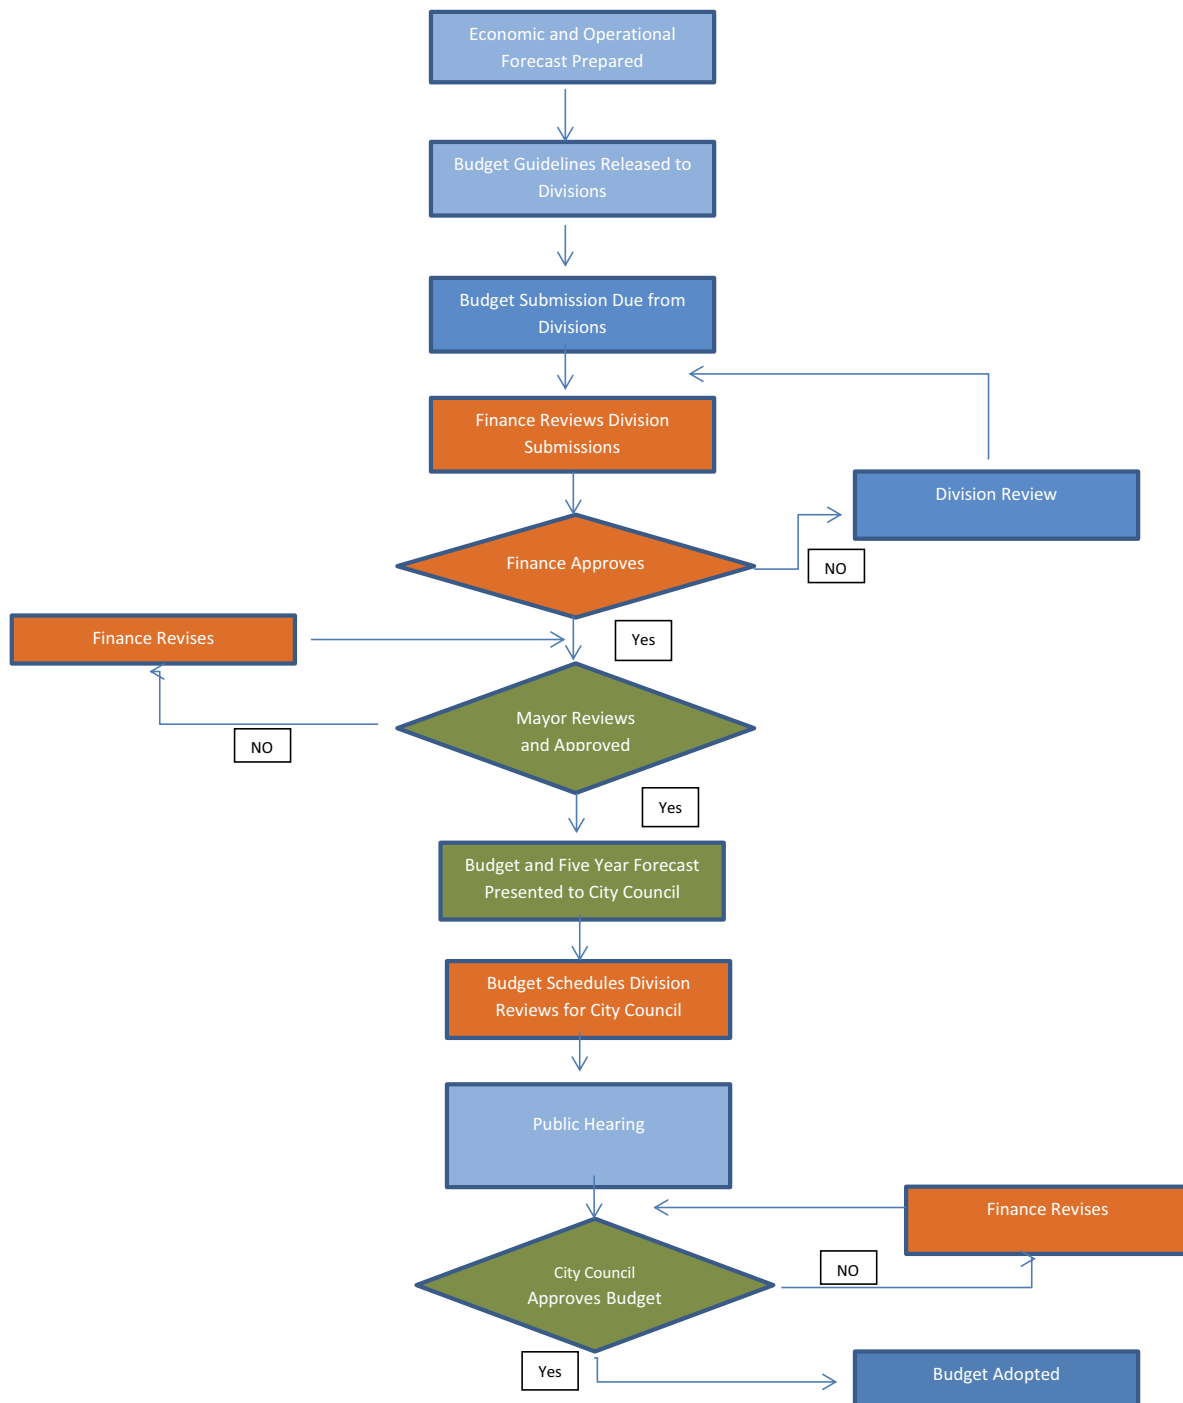 Economic and Operational
Forecast Prepared
Budget Guidelines Released to
Divisions
Budget Submission Due from
Divisions
Finance Reviews Division
Submissions
Division Review
Finance Approves
NO
Finance Revises
Yes
Mayor Reviews
and Approved
NO
Yes
Budget and Five Year Forecast
Presented to City Council
Budget Schedules Division
Reviews for City Council
Public Hearing
Finance Revises
City Council
Approves Budget
NO
Yes
Budget Adopted